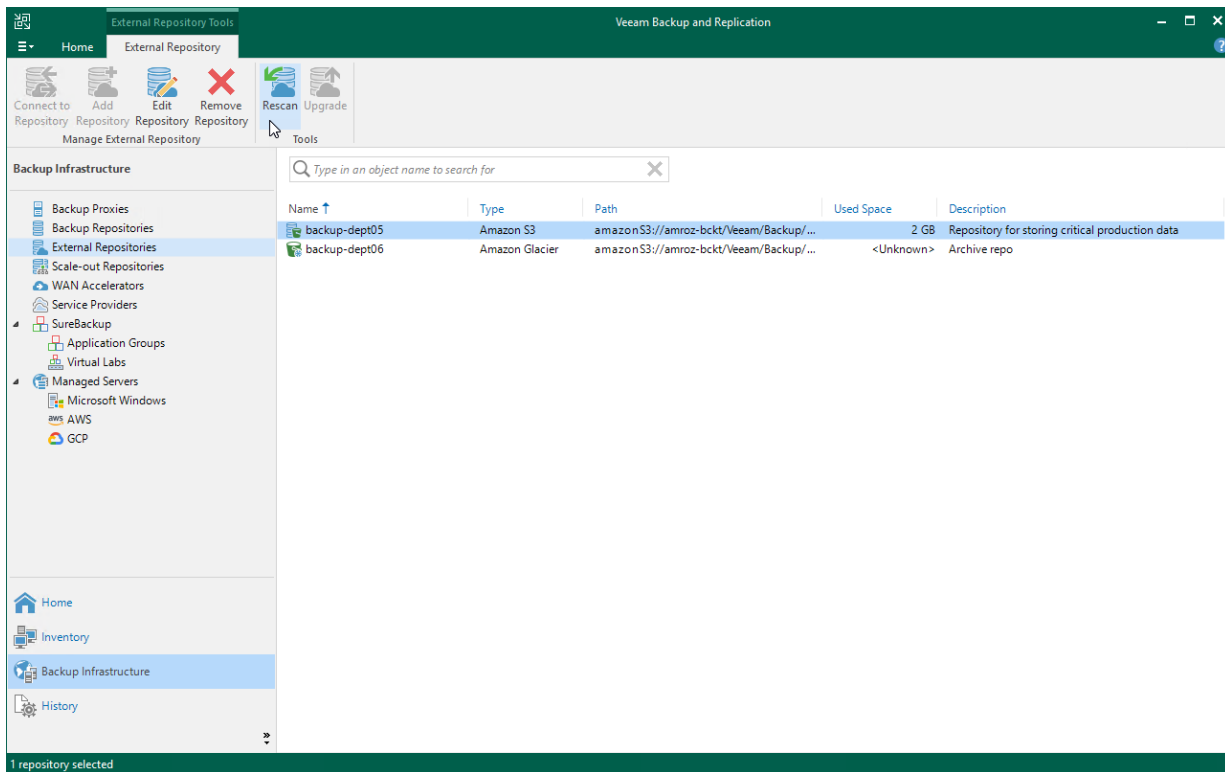 External Repository Tools
Veeam Backup and Replication
Home
External Repository
Connect to Repository
Add Repository
Edit Repository
Remove Repository
Rescan
Upgrade
Manage External Repository
Tools
Backup Infrastructure
Type in an object name to search for
Backup Proxies
Backup Repositories
External Repositories
Scale-out Repositories
WAN Accelerators
Service Providers
SureBackup
Application Groups
Virtual Labs
Managed Servers
Microsoft Windows
aws AWS
GCP
Name Type Path Used Space Description
backup-dept05 Amazon S3 amazonS3://amroz-bckt/Veeam/Backup/... 2 GB Repository for storing critical production data
backup-dept06 Amazon Glacier amazonS3://amroz-bckt/Veeam/Backup/... <Unknown> Archive repo
Home
Inventory
Backup Infrastructure
History
1 repository selected